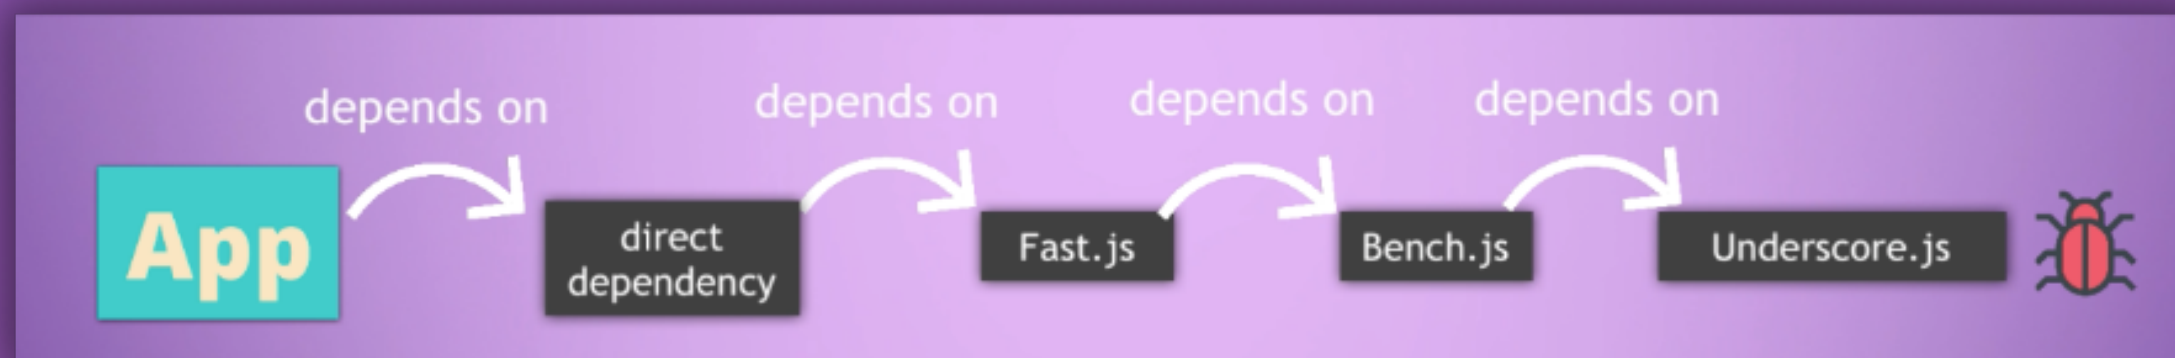 depends on
depends on
depends on
depends on
App
direct
dependency
Fast.js
Bench.js
Underscore.js